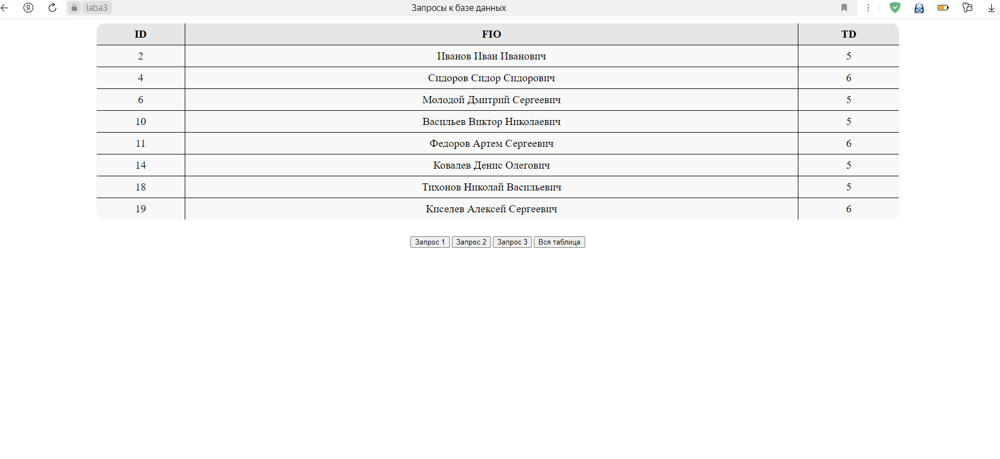 Я laba3 Запросы к базе данных
ID FIO TD
2 Иванов Иван Иванович 5
4 Сидоров Сидор Сидорович 6
6 Молодой Дмитрий Сергеевич 5
10 Васильев Виктор Николаевич 5
11 Федоров Артем Сергеевич 6
14 Ковалев Денис Олегович 5
18 Тихонов Николай Васильевич 5
19 Киселев Алексей Сергеевич 6
Запрос 1 Запрос 2 Запрос 3 Вся таблица